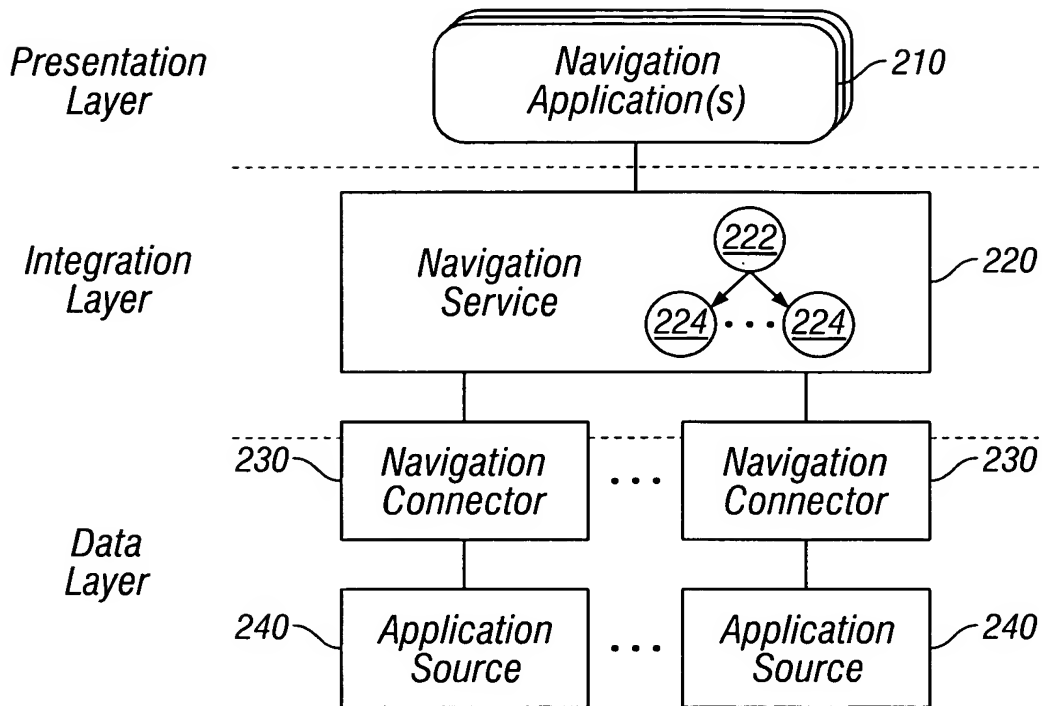 Presentation
Layer
Navigation
Application(s)
210
Integration
Layer
Navigation
Service
222
224 ... 224
220
230
Navigation
Connector
...
Navigation
Connector
230
Data
Layer
240
Application
Source
...
Application
Source
240